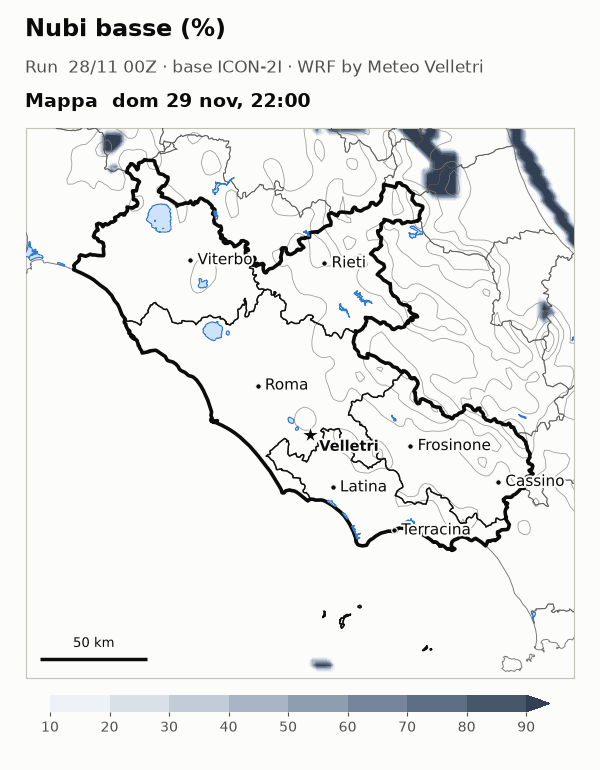 Nubi basse (%)
Run  28/11 00Z · base ICON-2I · WRF by Meteo Velletri
Mappa  dom 29 nov, 22:00
Viterbo
Rieti
Roma
Velletri
Frosinone
Cassino
Latina
Terracina
50 km
10 20 30 40 50 60 70 80 90